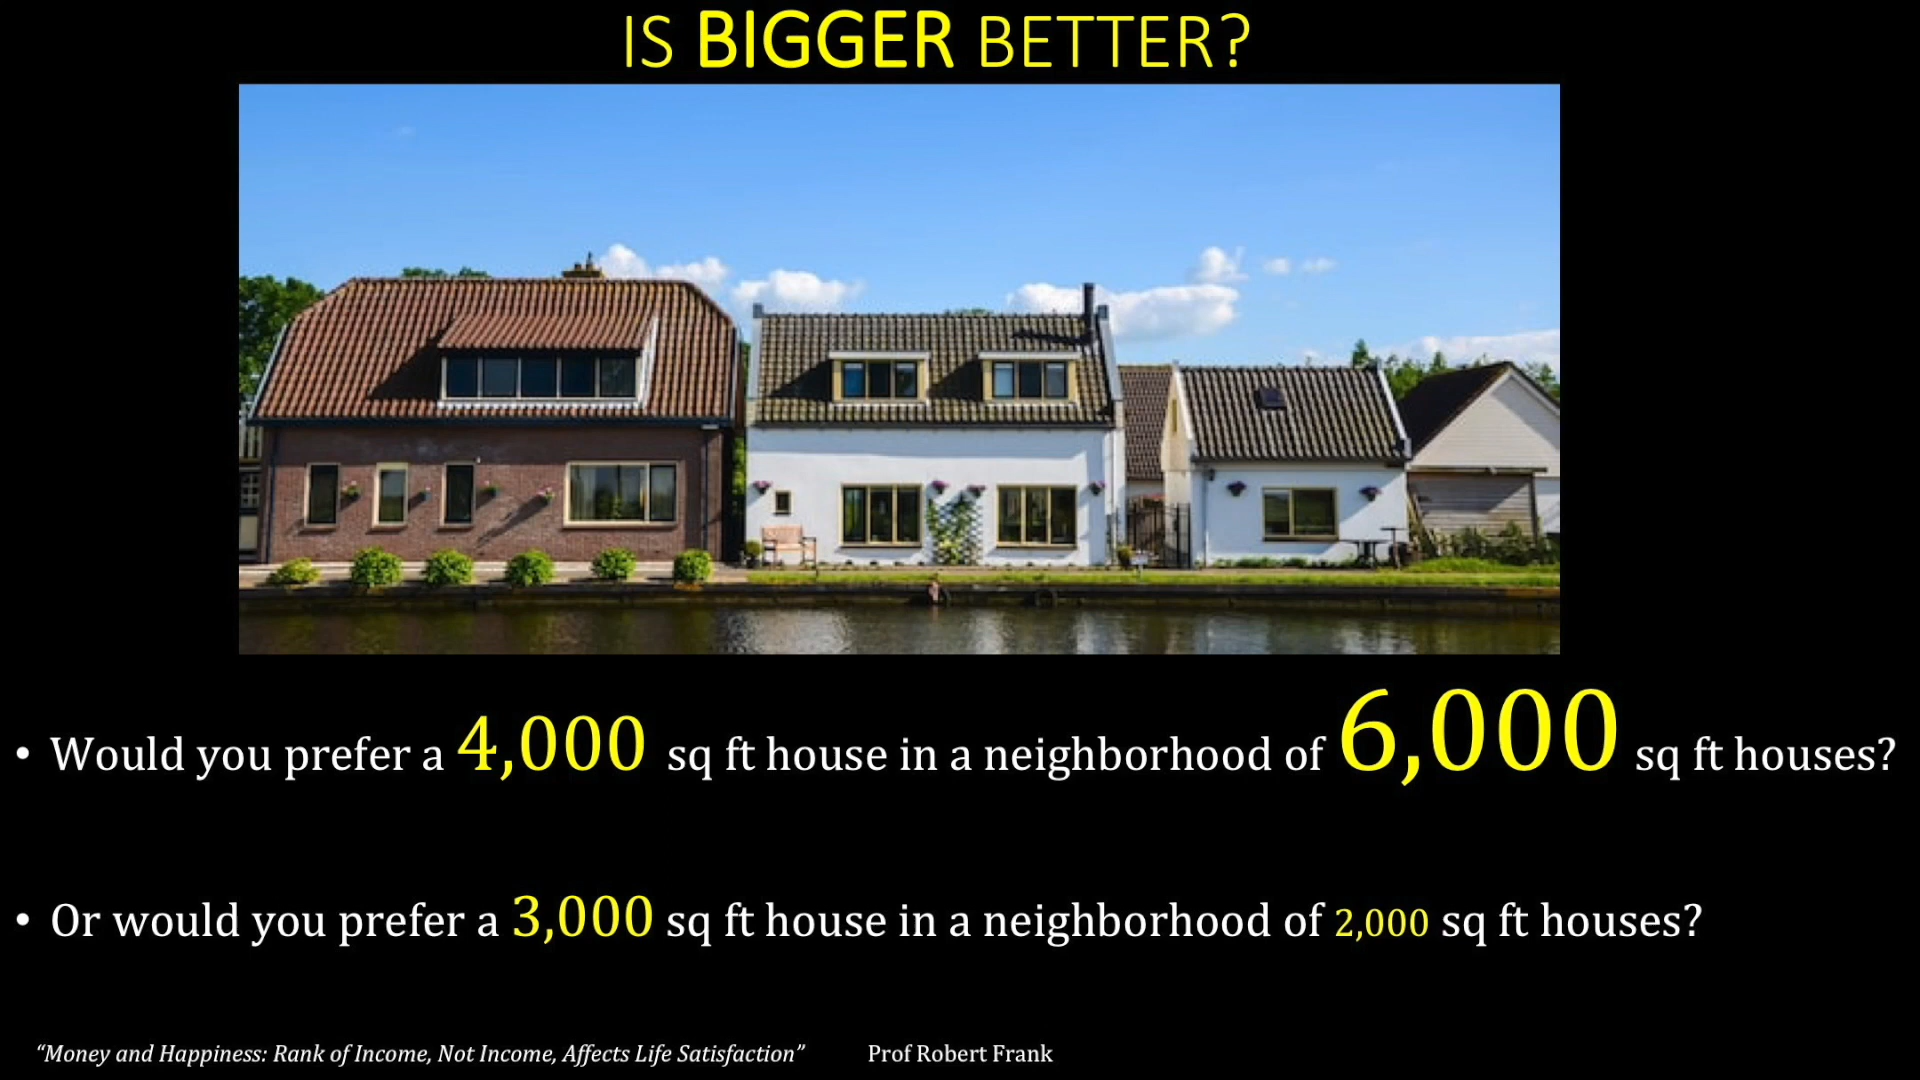 IS BIGGER BETTER?
• Would you prefer a 4,000 sq ft house in a neighborhood of 6,000 sq ft houses?
• Or would you prefer a 3,000 sq ft house in a neighborhood of 2,000 sq ft houses?
“Money and Happiness: Rank of Income, Not Income, Affects Life Satisfaction” Prof Robert Frank